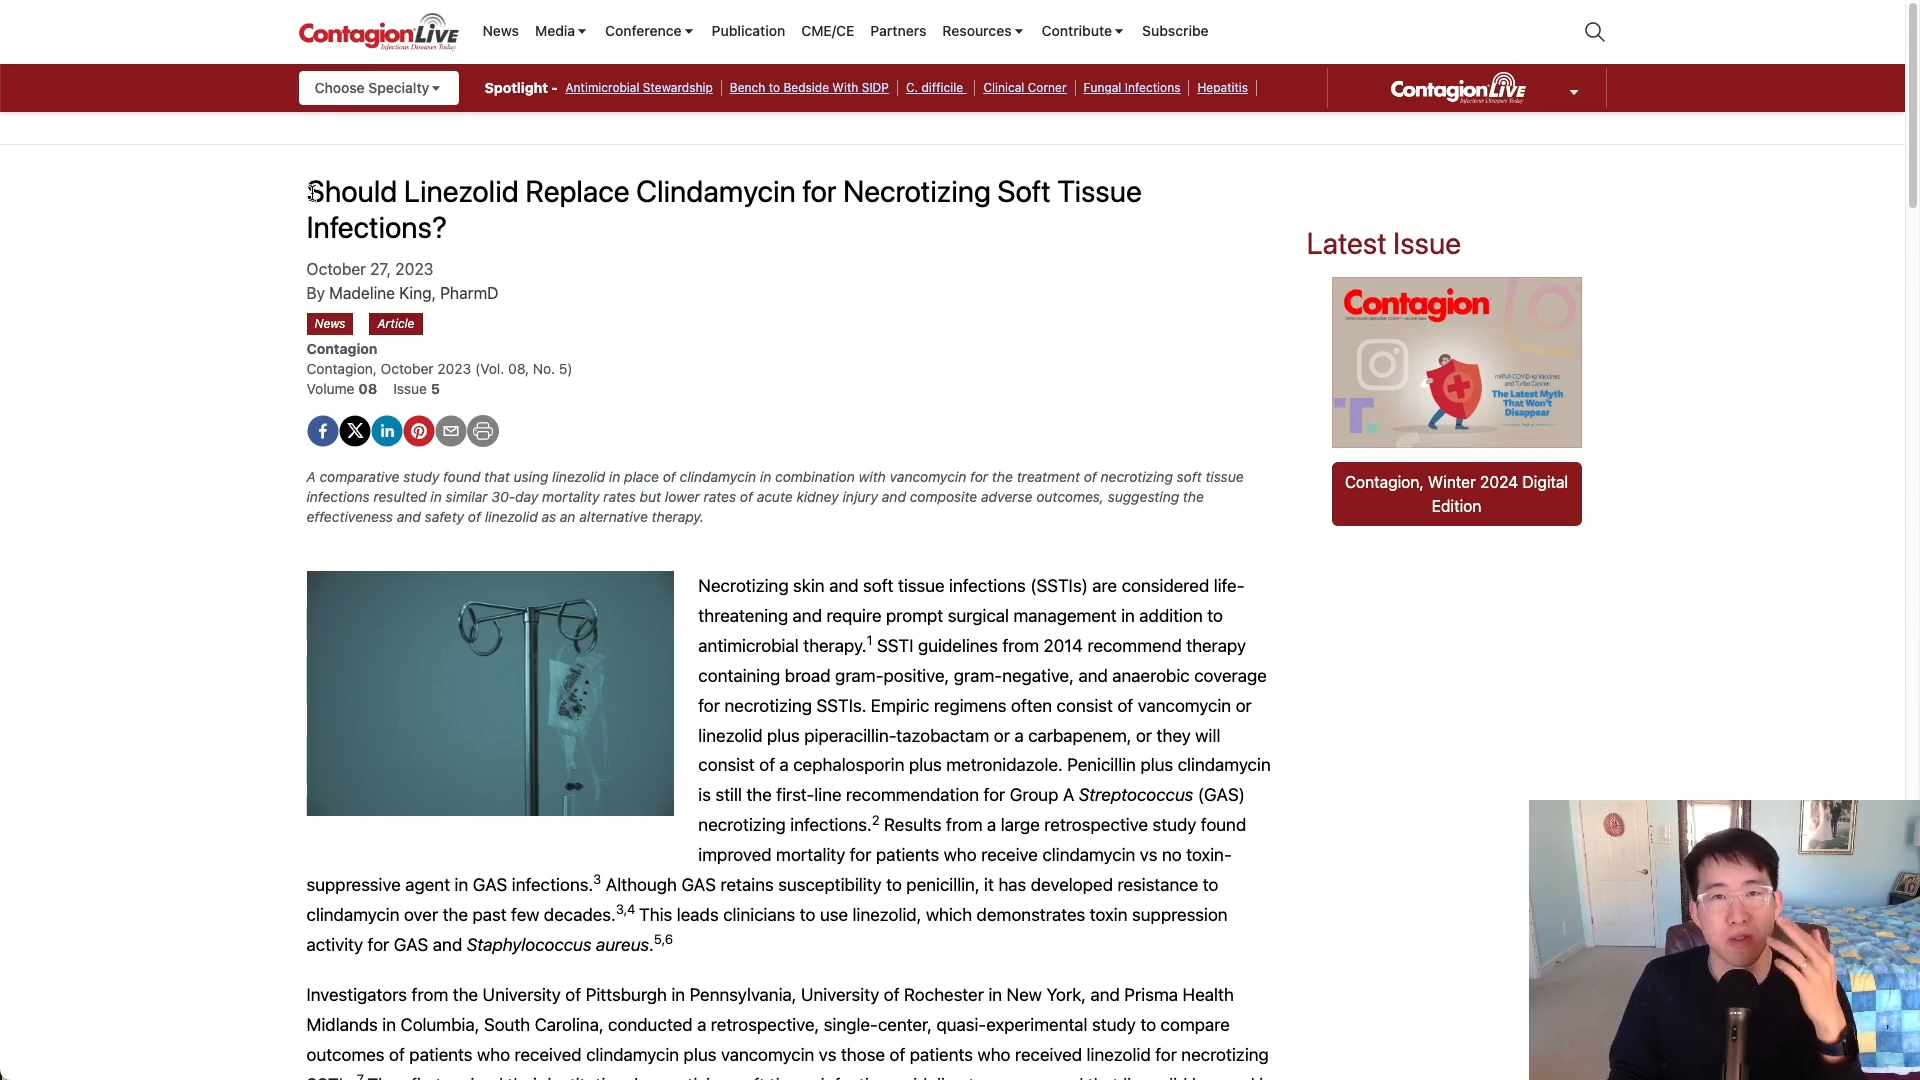 ContagionLIVE
Infectious Diseases Today
News Media Conference Publication CME/CE Partners Resources Contribute Subscribe
Choose Specialty
Spotlight - Antimicrobial Stewardship Bench to Bedside With SIDP C. difficile Clinical Corner Fungal Infections Hepatitis
ContagionLIVE
Infectious Diseases Today
Should Linezolid Replace Clindamycin for Necrotizing Soft Tissue
Infections?
October 27, 2023
By Madeline King, PharmD
News Article
Contagion
Contagion, October 2023 (Vol. 08, No. 5)
Volume 08 Issue 5
A comparative study found that using linezolid in place of clindamycin in combination with vancomycin for the treatment of necrotizing soft tissue
infections resulted in similar 30-day mortality rates but lower rates of acute kidney injury and composite adverse outcomes, suggesting the
effectiveness and safety of linezolid as an alternative therapy.
Necrotizing skin and soft tissue infections (SSTIs) are considered life-
threatening and require prompt surgical management in addition to
antimicrobial therapy.1 SSTI guidelines from 2014 recommend therapy
containing broad gram-positive, gram-negative, and anaerobic coverage
for necrotizing SSTIs. Empiric regimens often consist of vancomycin or
linezolid plus piperacillin-tazobactam or a carbapenem, or they will
consist of a cephalosporin plus metronidazole. Penicillin plus clindamycin
is still the first-line recommendation for Group A Streptococcus (GAS)
necrotizing infections.2 Results from a large retrospective study found
improved mortality for patients who receive clindamycin vs no toxin-
suppressive agent in GAS infections.3 Although GAS retains susceptibility to penicillin, it has developed resistance to
clindamycin over the past few decades.3,4 This leads clinicians to use linezolid, which demonstrates toxin suppression
activity for GAS and Staphylococcus aureus.5,6
Investigators from the University of Pittsburgh in Pennsylvania, University of Rochester in New York, and Prisma Health
Midlands in Columbia, South Carolina, conducted a retrospective, single-center, quasi-experimental study to compare
outcomes of patients who received clindamycin plus vancomycin vs those of patients who received linezolid for necrotizing
Latest Issue
Contagion
mRNA COVID-19 Vaccines
and Turbo Cancer:
The Latest Myth
That Won't
Disappear
Contagion, Winter 2024 Digital
Edition